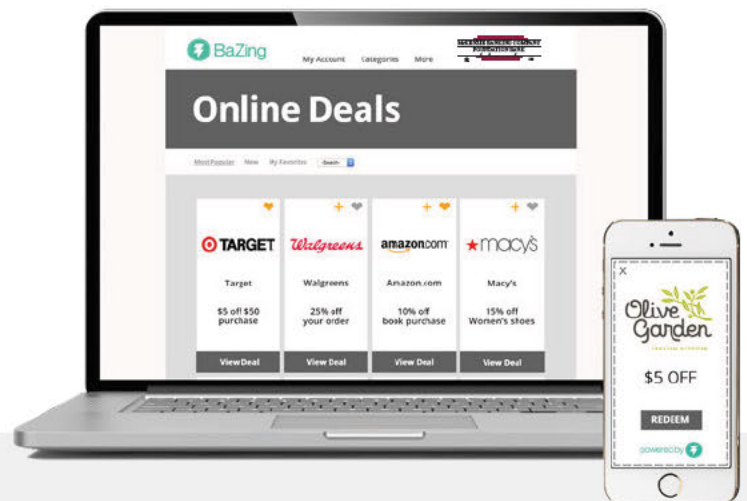 BaZing
My Account Categories More
Online Deals
Most Popular New My Favorites Search
TARGET
Walgreens
amazon.com
macy's
Target
Walgreens
Amazon.com
Macy's
$5 off $50
purchase
25% off
your order
10% off
book purchase
15% off
Women's shoes
View Deal
View Deal
View Deal
View Deal
X
Olive
Garden
$5 OFF
REDEEM
powered by